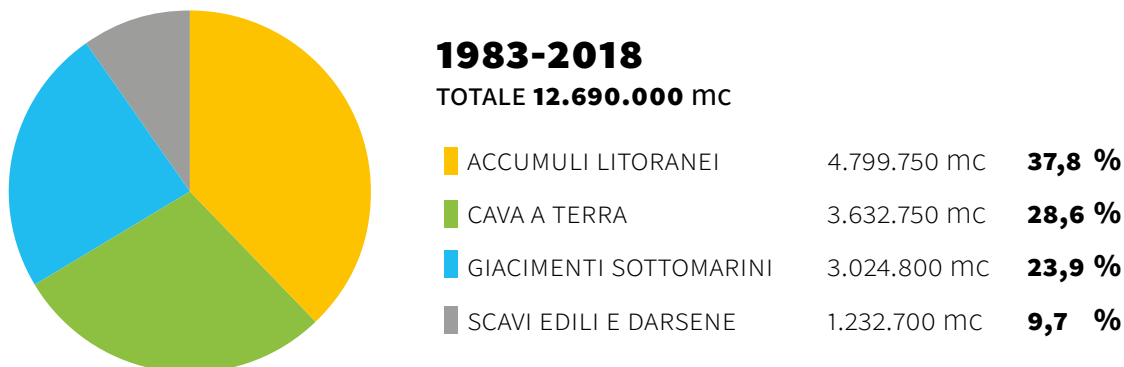 1983-2018
TOTALE 12.690.000 mc
ACCUMULI LITORANEI 4.799.750 mc 37,8 %
CAVA A TERRA 3.632.750 mc 28,6 %
GIACIMENTI SOTTOMARINI 3.024.800 mc 23,9 %
SCAVI EDILI E DARSENE 1.232.700 mc 9,7 %